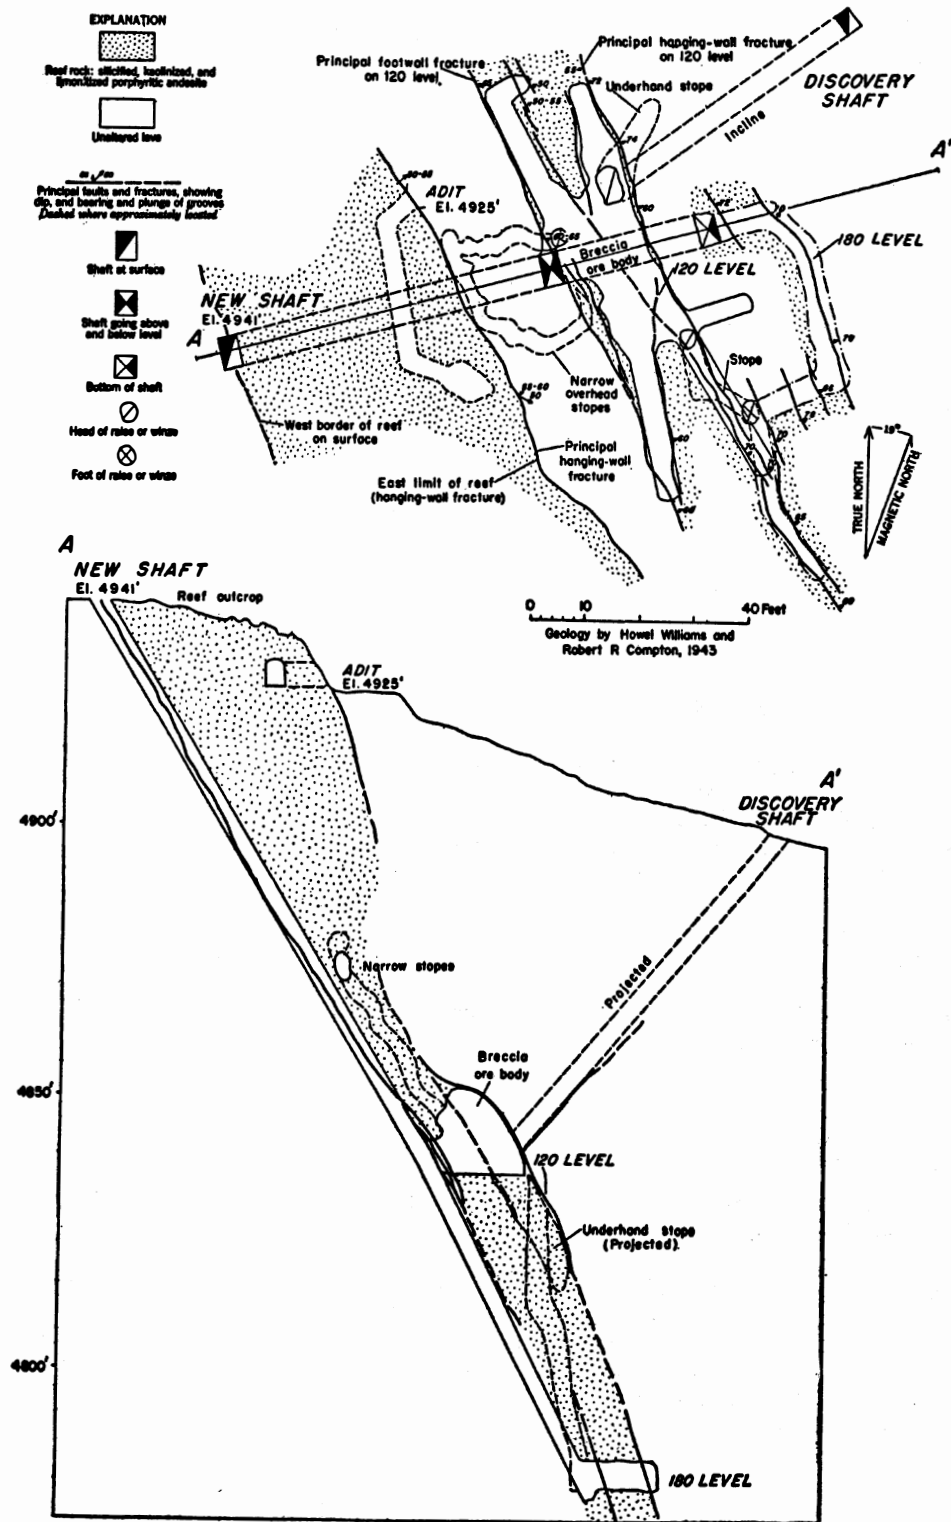 EXPLANATION
Reef rock: silicified, kaolinized, and
limonitized porphyritic andesite
Unaltered lava
Principal faults and fractures, showing
dip, and bearing and plunge of grooves
Dashed where approximately located
Shaft at surface
Shaft going above
and below level
Bottom of shaft
Head of raise or winze
Foot of raise or winze
Principal footwall fracture
on 120 level
Principal hanging-wall fracture
on 120 level
Underhand stope
DISCOVERY
SHAFT
Incline
A'
ADIT
El. 4925'
180 LEVEL
Breccia
ore body
120 LEVEL
NEW SHAFT
El. 4941'
A
Stope
Narrow
overhead
stopes
West border of reef
on surface
Principal
hanging-wall
fracture
East limit of reef
(hanging-wall fracture)
19°
TRUE NORTH
MAGNETIC NORTH
0 10 40 Feet
Geology by Howel Williams and
Robert R Compton, 1943
A
NEW SHAFT
El. 4941'
Reef outcrop
ADIT
El. 4925'
A'
DISCOVERY
SHAFT
4900'
Narrow stopes
Projected
Breccia
ore body
4850'
120 LEVEL
Underhand stope
(Projected)
4800'
180 LEVEL